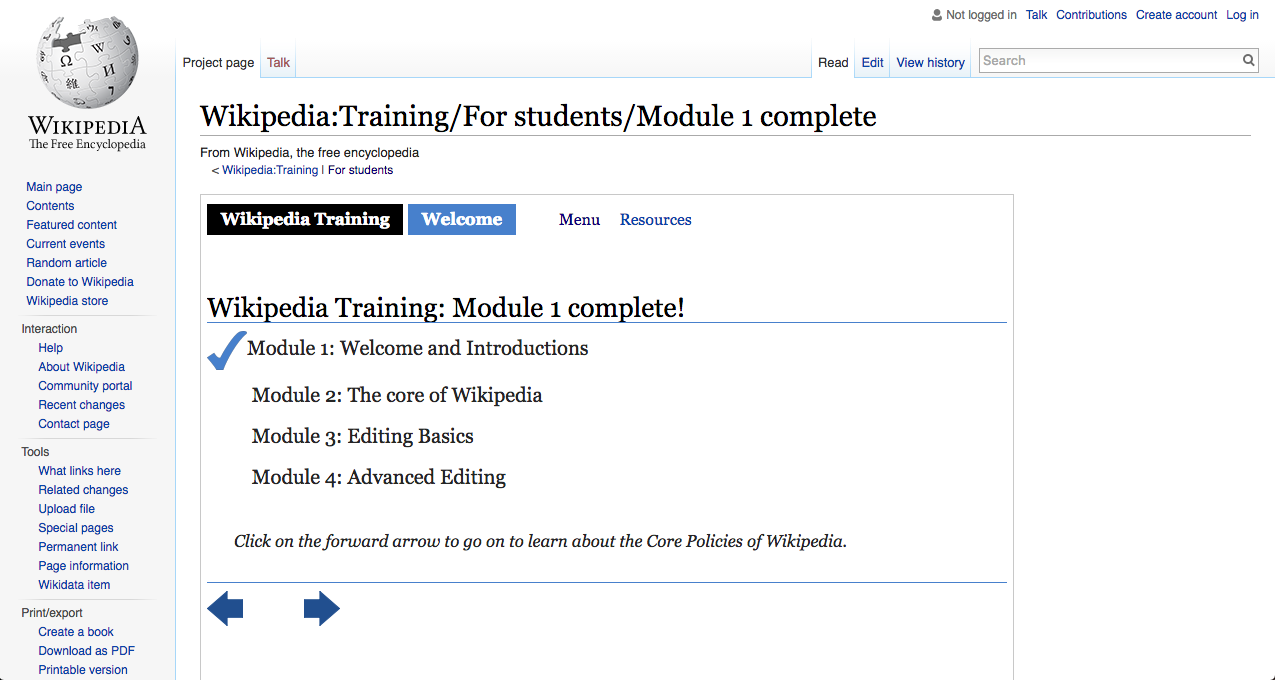 Not logged in Talk Contributions Create account Log in
Project page Talk Read Edit View history Search
WIKIPEDIA
The Free Encyclopedia
Main page
Contents
Featured content
Current events
Random article
Donate to Wikipedia
Wikipedia store
Interaction
Help
About Wikipedia
Community portal
Recent changes
Contact page
Tools
What links here
Related changes
Upload file
Special pages
Permanent link
Page information
Wikidata item
Print/export
Create a book
Download as PDF
Printable version
Wikipedia:Training/For students/Module 1 complete
From Wikipedia, the free encyclopedia
< Wikipedia:Training | For students
Wikipedia Training Welcome Menu Resources
Wikipedia Training: Module 1 complete!
Module 1: Welcome and Introductions
Module 2: The core of Wikipedia
Module 3: Editing Basics
Module 4: Advanced Editing
Click on the forward arrow to go on to learn about the Core Policies of Wikipedia.